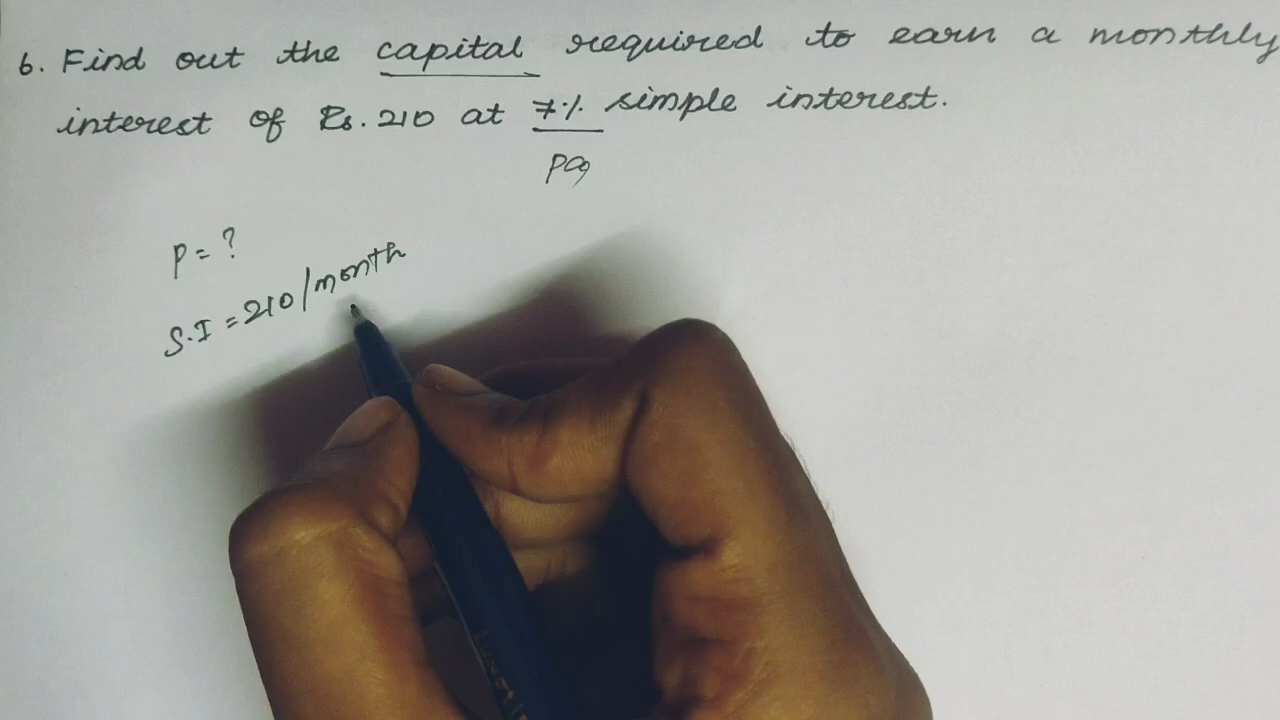 6. Find out the capital required to earn a monthly
interest of Rs. 210 at 7% simple interest.
pa,
P = ?
S.I = 210/month